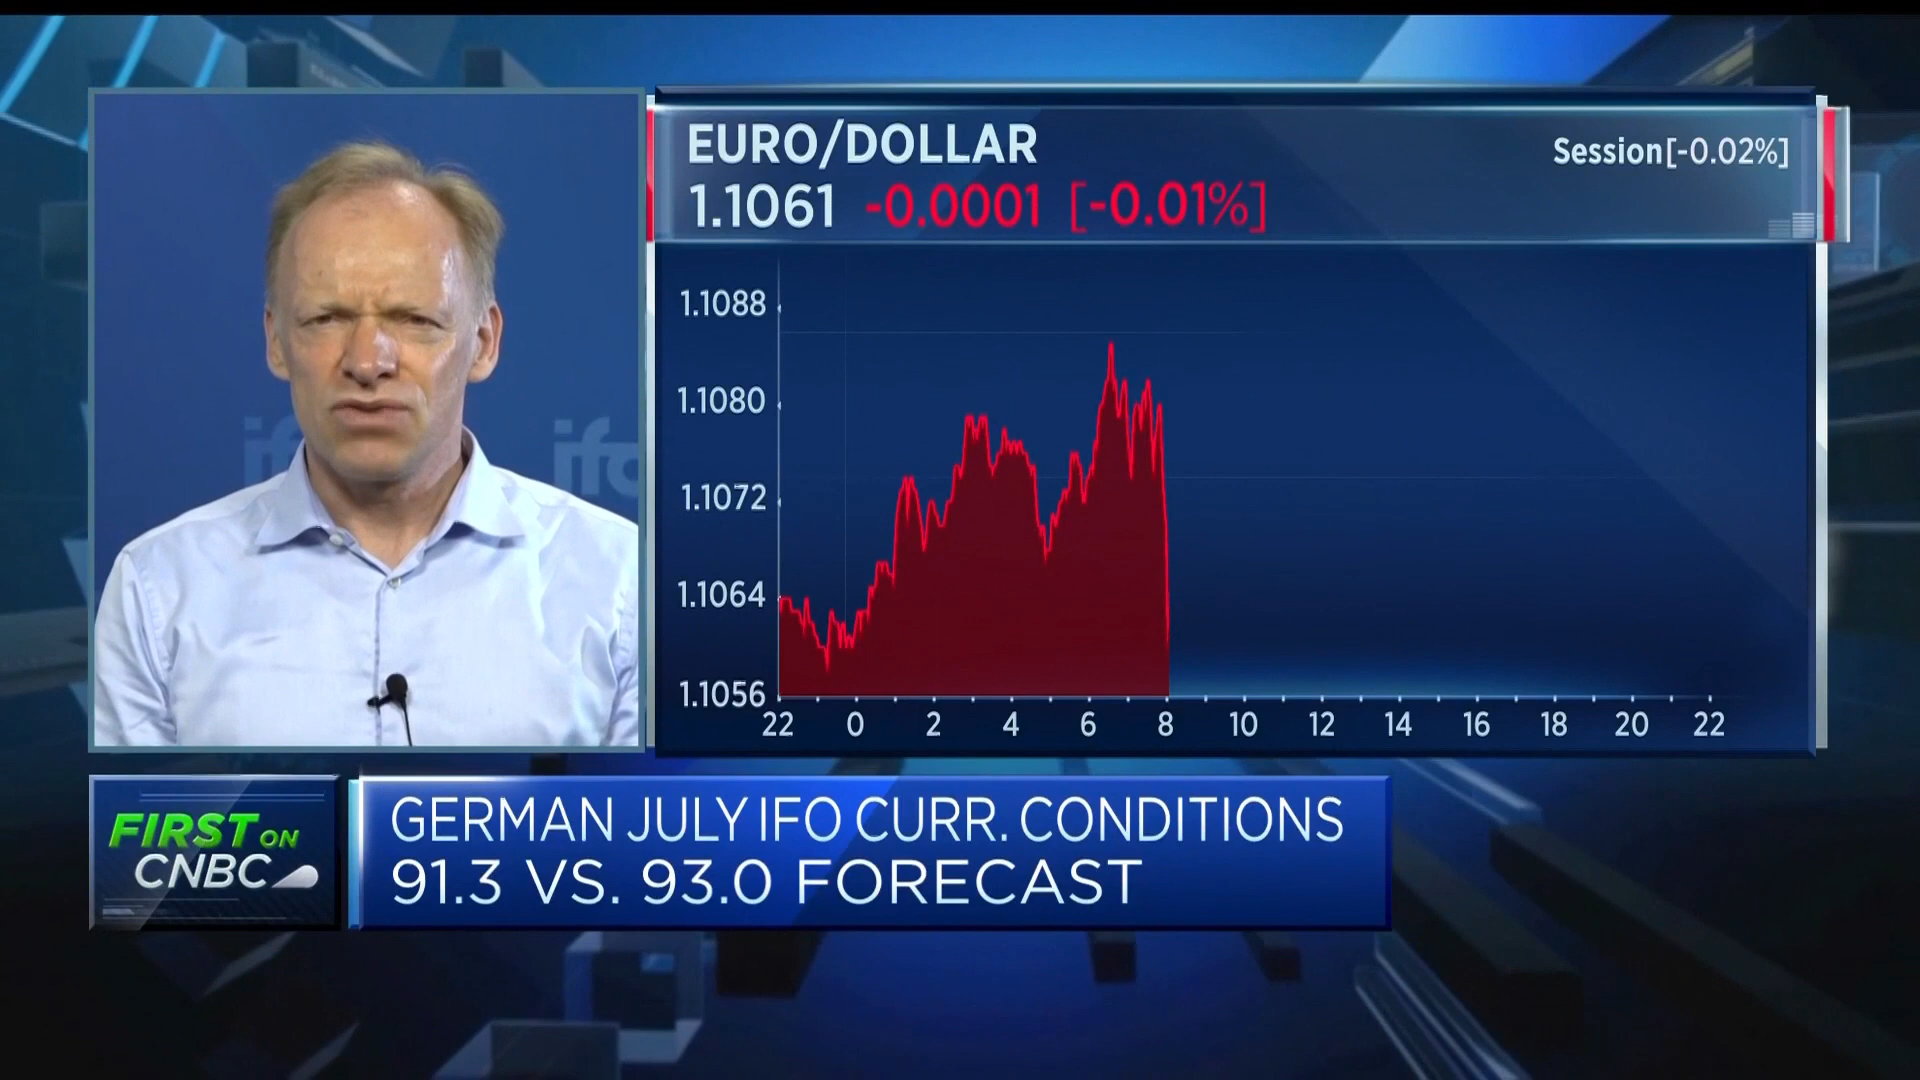 EURO/DOLLAR
Session[-0.02%]
1.1061 -0.0001 [-0.01%]
1.1088
1.1080
1.1072
1.1064
1.1056
22 0 2 4 6 8 10 12 14 16 18 20 22
ifo
FIRST ON
CNBC
GERMAN JULY IFO CURR. CONDITIONS
91.3 VS. 93.0 FORECAST